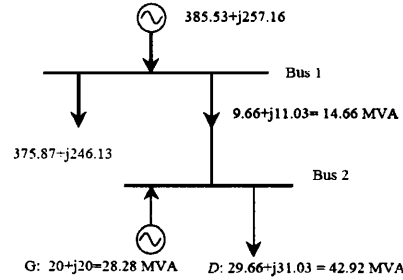 385.53+j257.16
Bus 1
9.66+j11.03= 14.66 MVA
375.87+j246.13
Bus 2
G: 20+j20=28.28 MVA
D: 29.66+j31.03 = 42.92 MVA